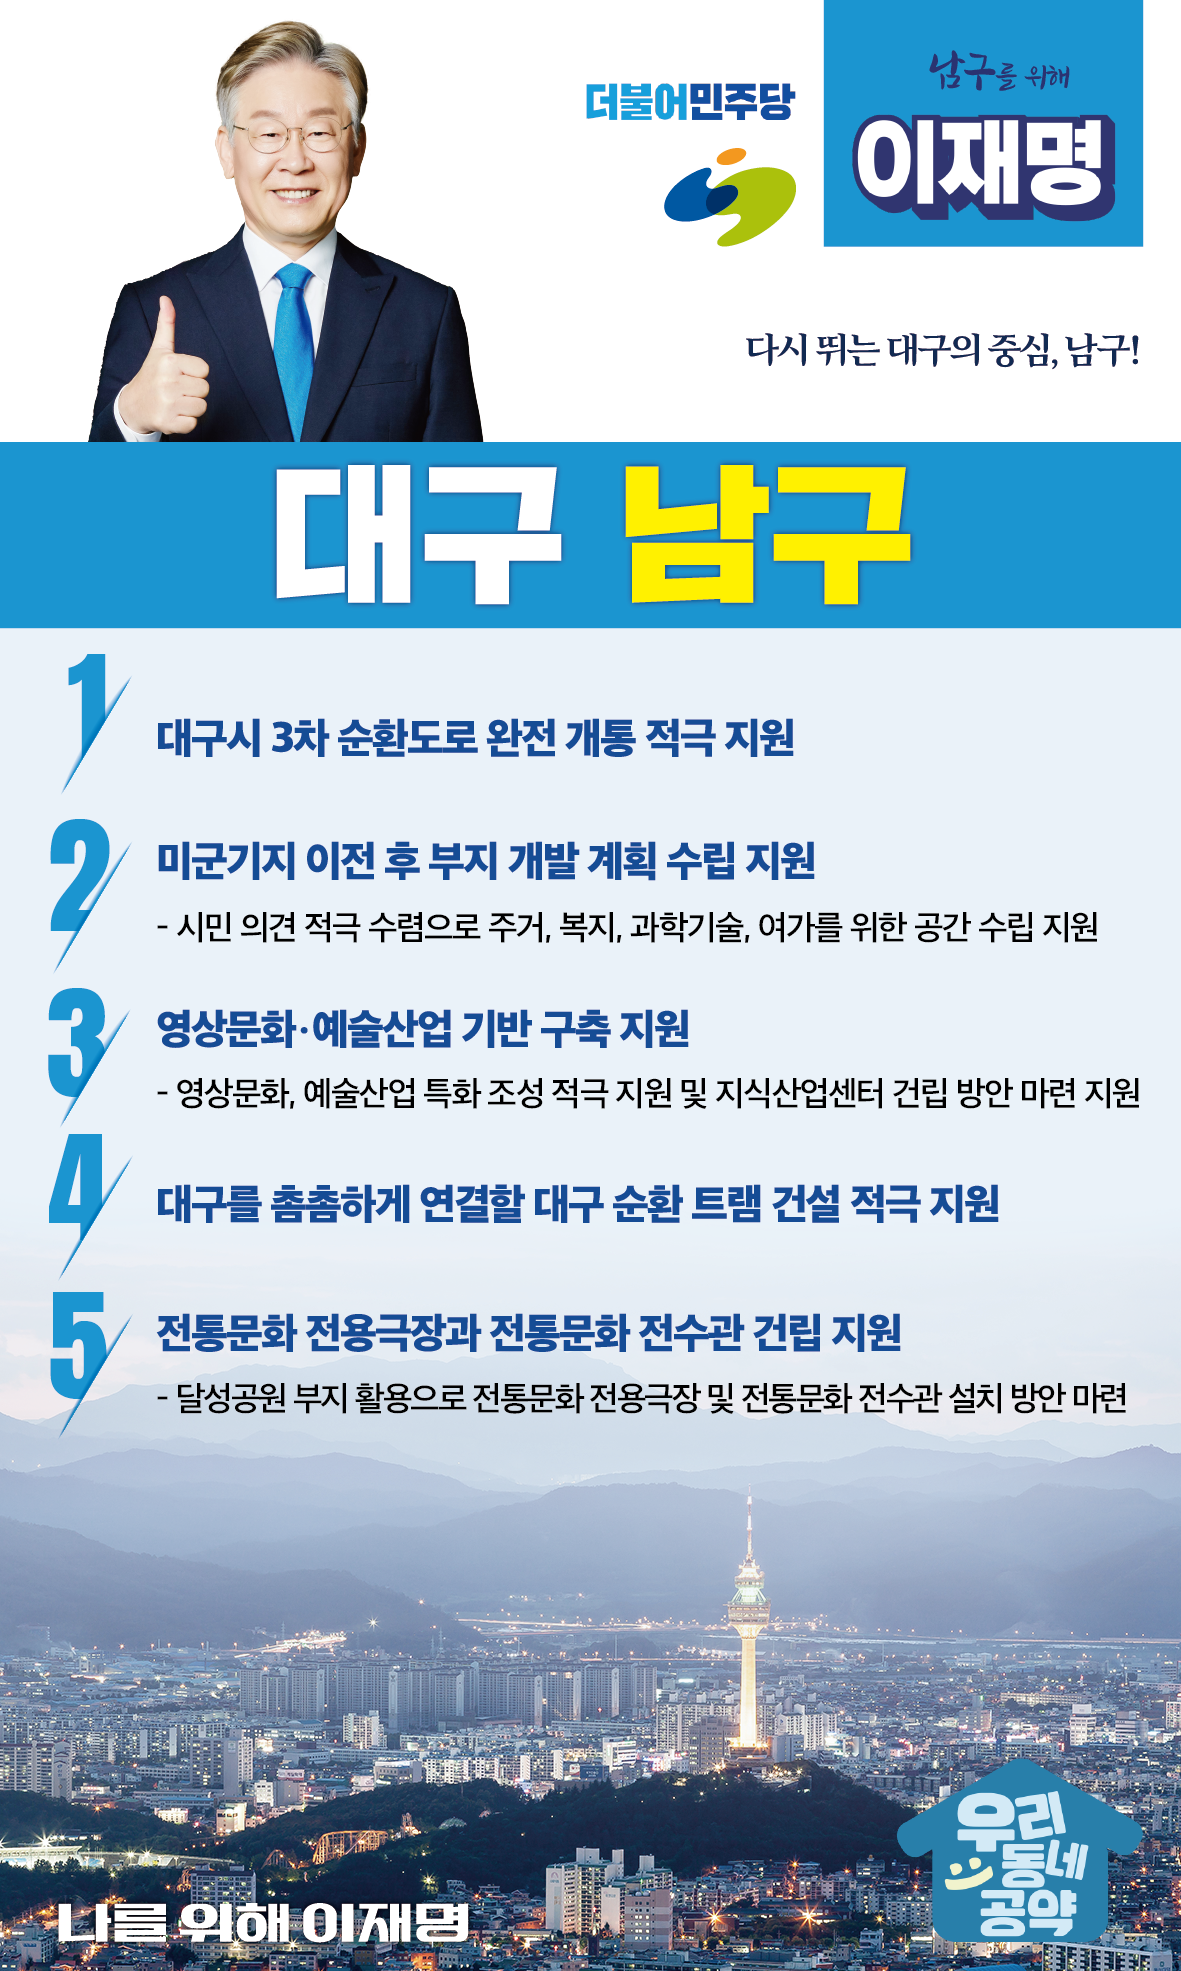 더불어민주당
남구를 위해
이재명
다시 뛰는 대구의 중심, 남구!
대구 남구
1
대구시 3차 순환도로 완전 개통 적극 지원
2
미군기지 이전 후 부지 개발 계획 수립 지원
- 시민 의견 적극 수렴으로 주거, 복지, 과학기술, 여가를 위한 공간 수립 지원
3
영상문화·예술산업 기반 구축 지원
- 영상문화, 예술산업 특화 조성 적극 지원 및 지식산업센터 건립 방안 마련 지원
4
대구를 촘촘하게 연결할 대구 순환 트램 건설 적극 지원
5
전통문화 전용극장과 전통문화 전수관 건립 지원
- 달성공원 부지 활용으로 전통문화 전용극장 및 전통문화 전수관 설치 방안 마련
우리
동네
공약
나를 위해 이재명